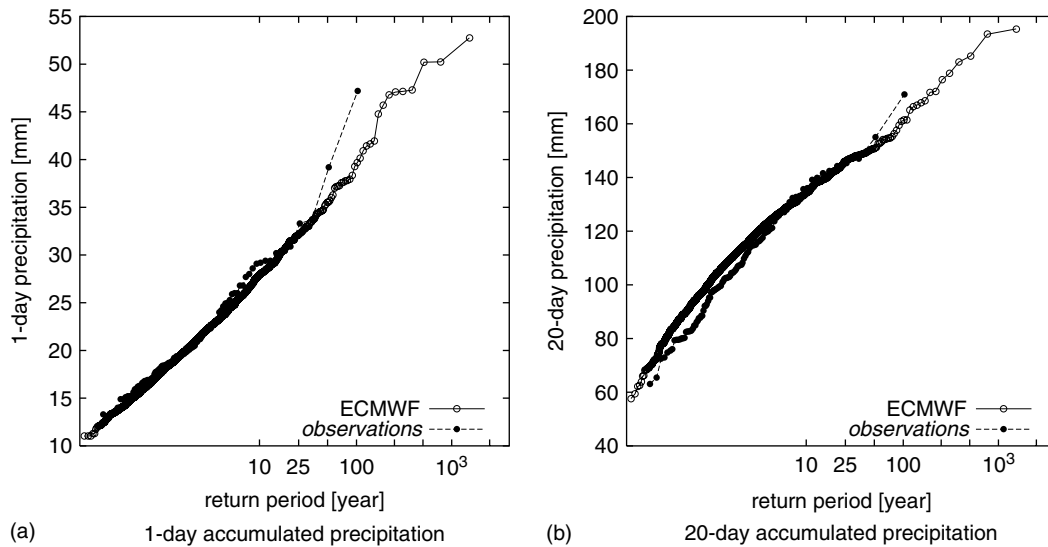 55
50
45
40
35
30
25
20
15
10
1-day precipitation [mm]
ECMWF
observations
10 25 100 10³
return period [year]
(a) 1-day accumulated precipitation
200
180
160
140
120
100
80
60
40
20-day precipitation [mm]
ECMWF
observations
10 25 100 10³
return period [year]
(b) 20-day accumulated precipitation